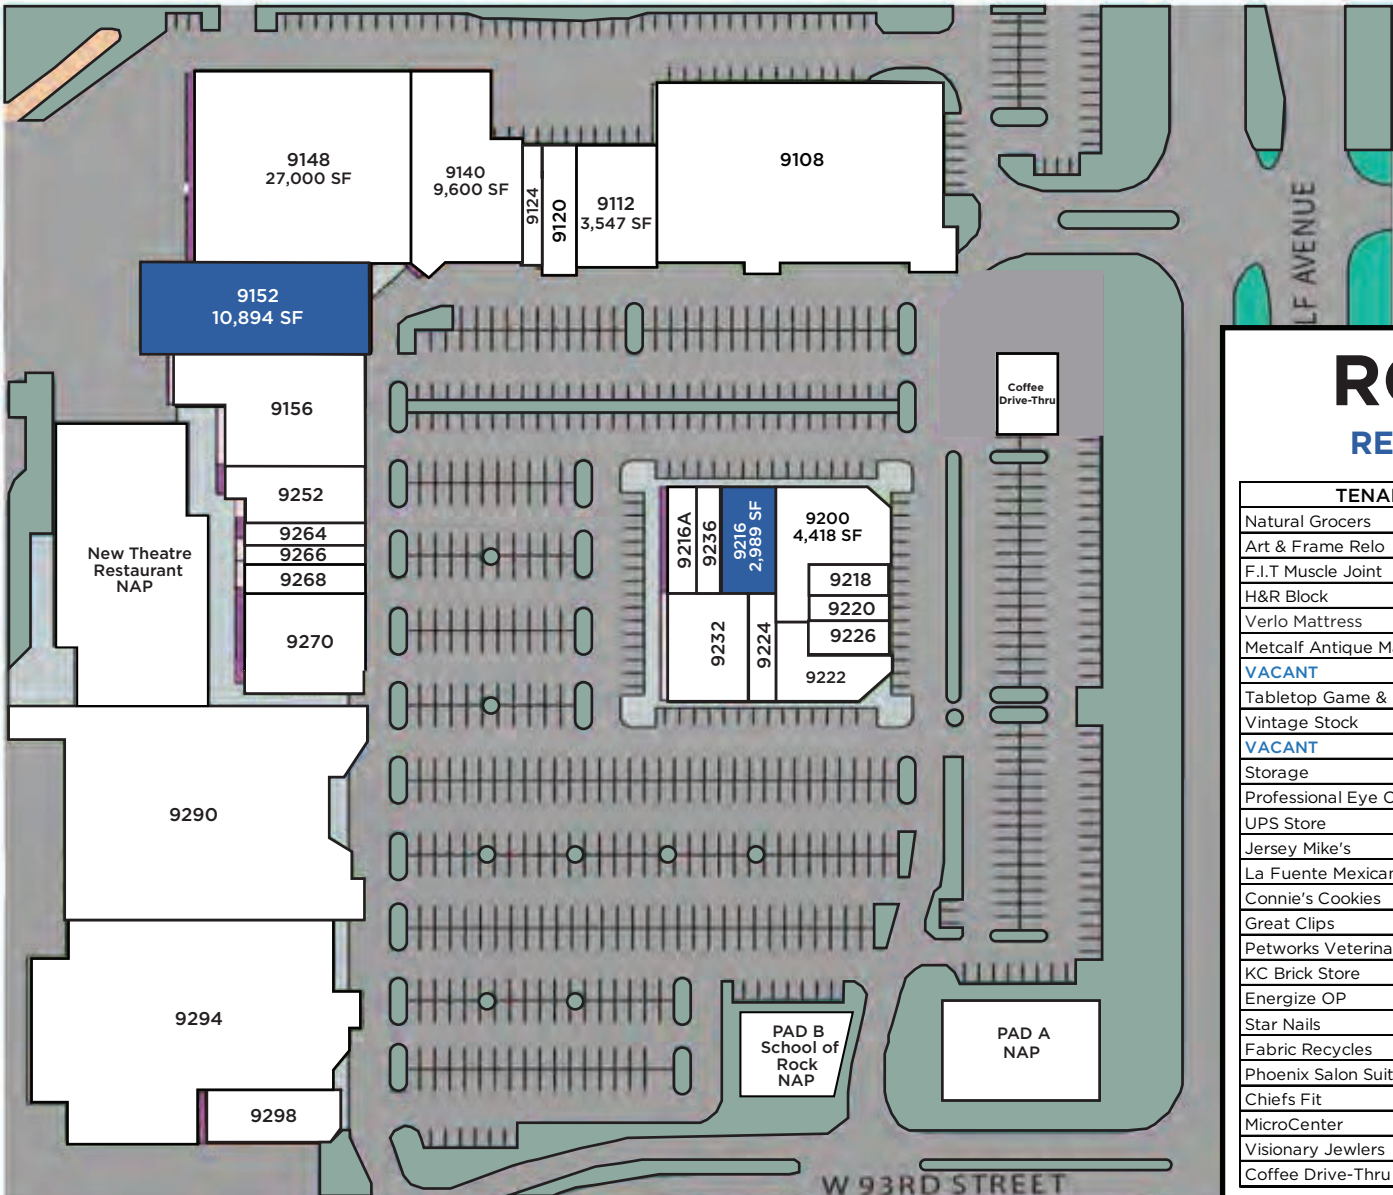 9148
27,000 SF
9140
9,600 SF
9124
9120
9112
3,547 SF
9108
LF AVENUE
9152
10,894 SF
9156
Coffee
Drive-Thru
9252
9264
9266
9268
9270
New Theatre
Restaurant
NAP
9216A
9236
9216
2,989 SF
9200
4,418 SF
9218
9220
9226
9222
9232
9224
9290
9294
9298
PAD B
School of
Rock
NAP
PAD A
NAP
W 93RD STREET
RE
TENA
Natural Grocers
Art & Frame Relo
F.I.T Muscle Joint
H&R Block
Verlo Mattress
Metcalf Antique M
VACANT
Tabletop Game &
Vintage Stock
VACANT
Storage
Professional Eye C
UPS Store
Jersey Mike's
La Fuente Mexican
Connie's Cookies
Great Clips
Petworks Veterina
KC Brick Store
Energize OP
Star Nails
Fabric Recycles
Phoenix Salon Suit
Chiefs Fit
MicroCenter
Visionary Jewlers
Coffee Drive-Thru